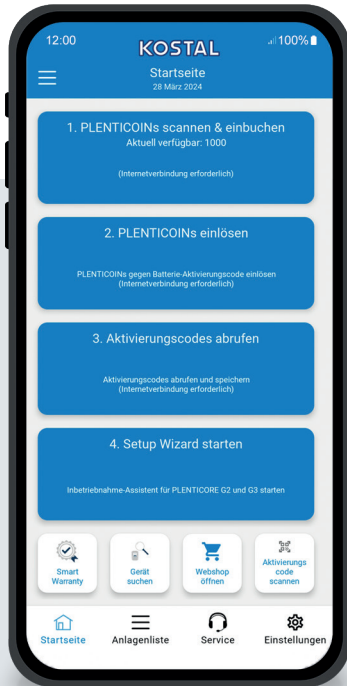 12:00
100%
KOSTAL
Startseite
28 März 2024
1. PLENTICOINs scannen & einbuchen
Aktuell verfügbar: 1000
(Internetverbindung erforderlich)
2. PLENTICOINs einlösen
PLENTICOINs gegen Batterie-Aktivierungscode einlösen
(Internetverbindung erforderlich)
3. Aktivierungscodes abrufen
Aktivierungscodes abrufen und speichern
(Internetverbindung erforderlich)
4. Setup Wizard starten
Inbetriebnahme-Assistent für PLENTICORE G2 und G3 starten
Smart
Warranty
Gerät
suchen
Webshop
öffnen
Aktivierungs
code
scannen
Startseite
Anlagenliste
Service
Einstellungen